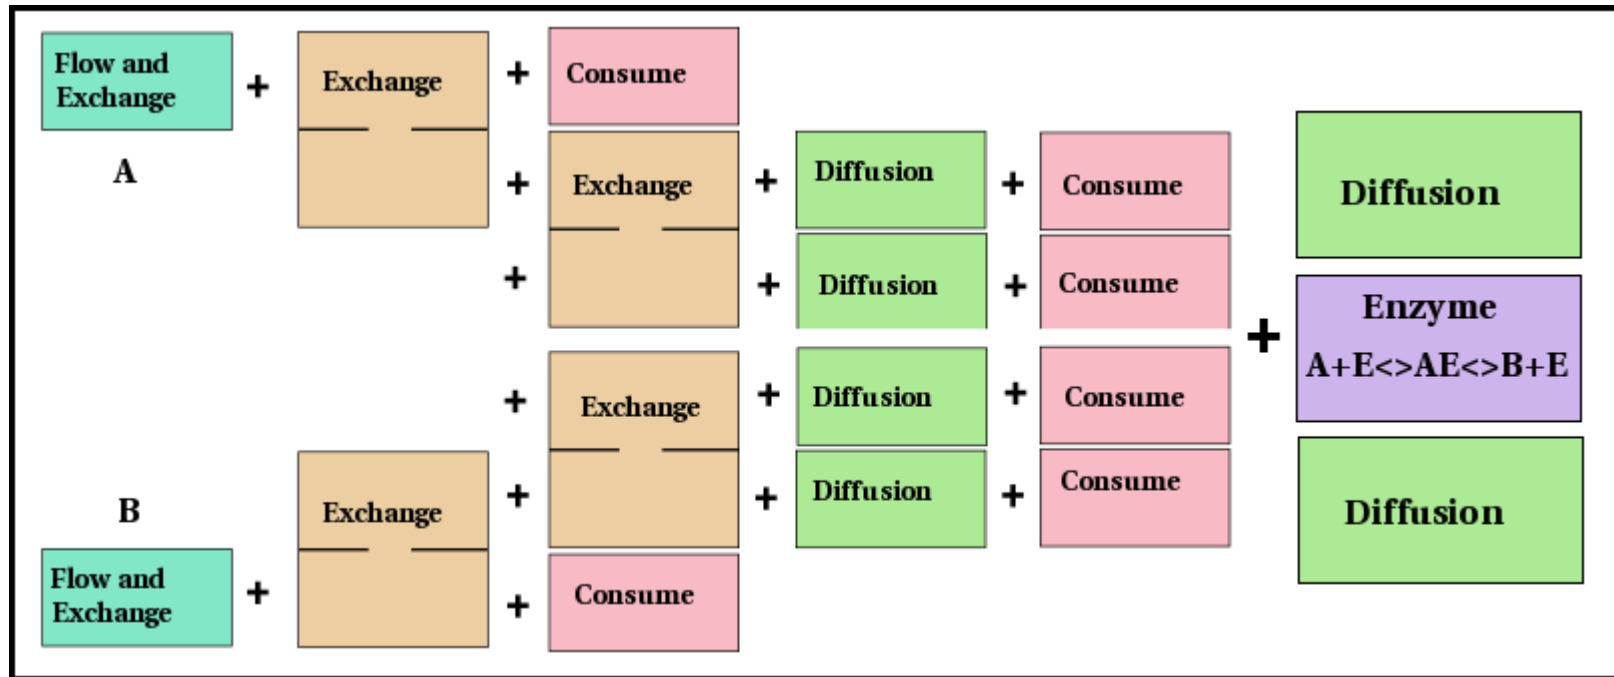 Flow and
Exchange
+
Exchange
+
Consume
A
+
Exchange
+
Diffusion
+
Consume
+
+
Diffusion
+
Consume
+
Diffusion
Enzyme
A+E<>AE<>B+E
Diffusion
+
Exchange
+
Diffusion
+
Consume
B
Exchange
+
+
Diffusion
+
Consume
Flow and
Exchange
+
+
Consume